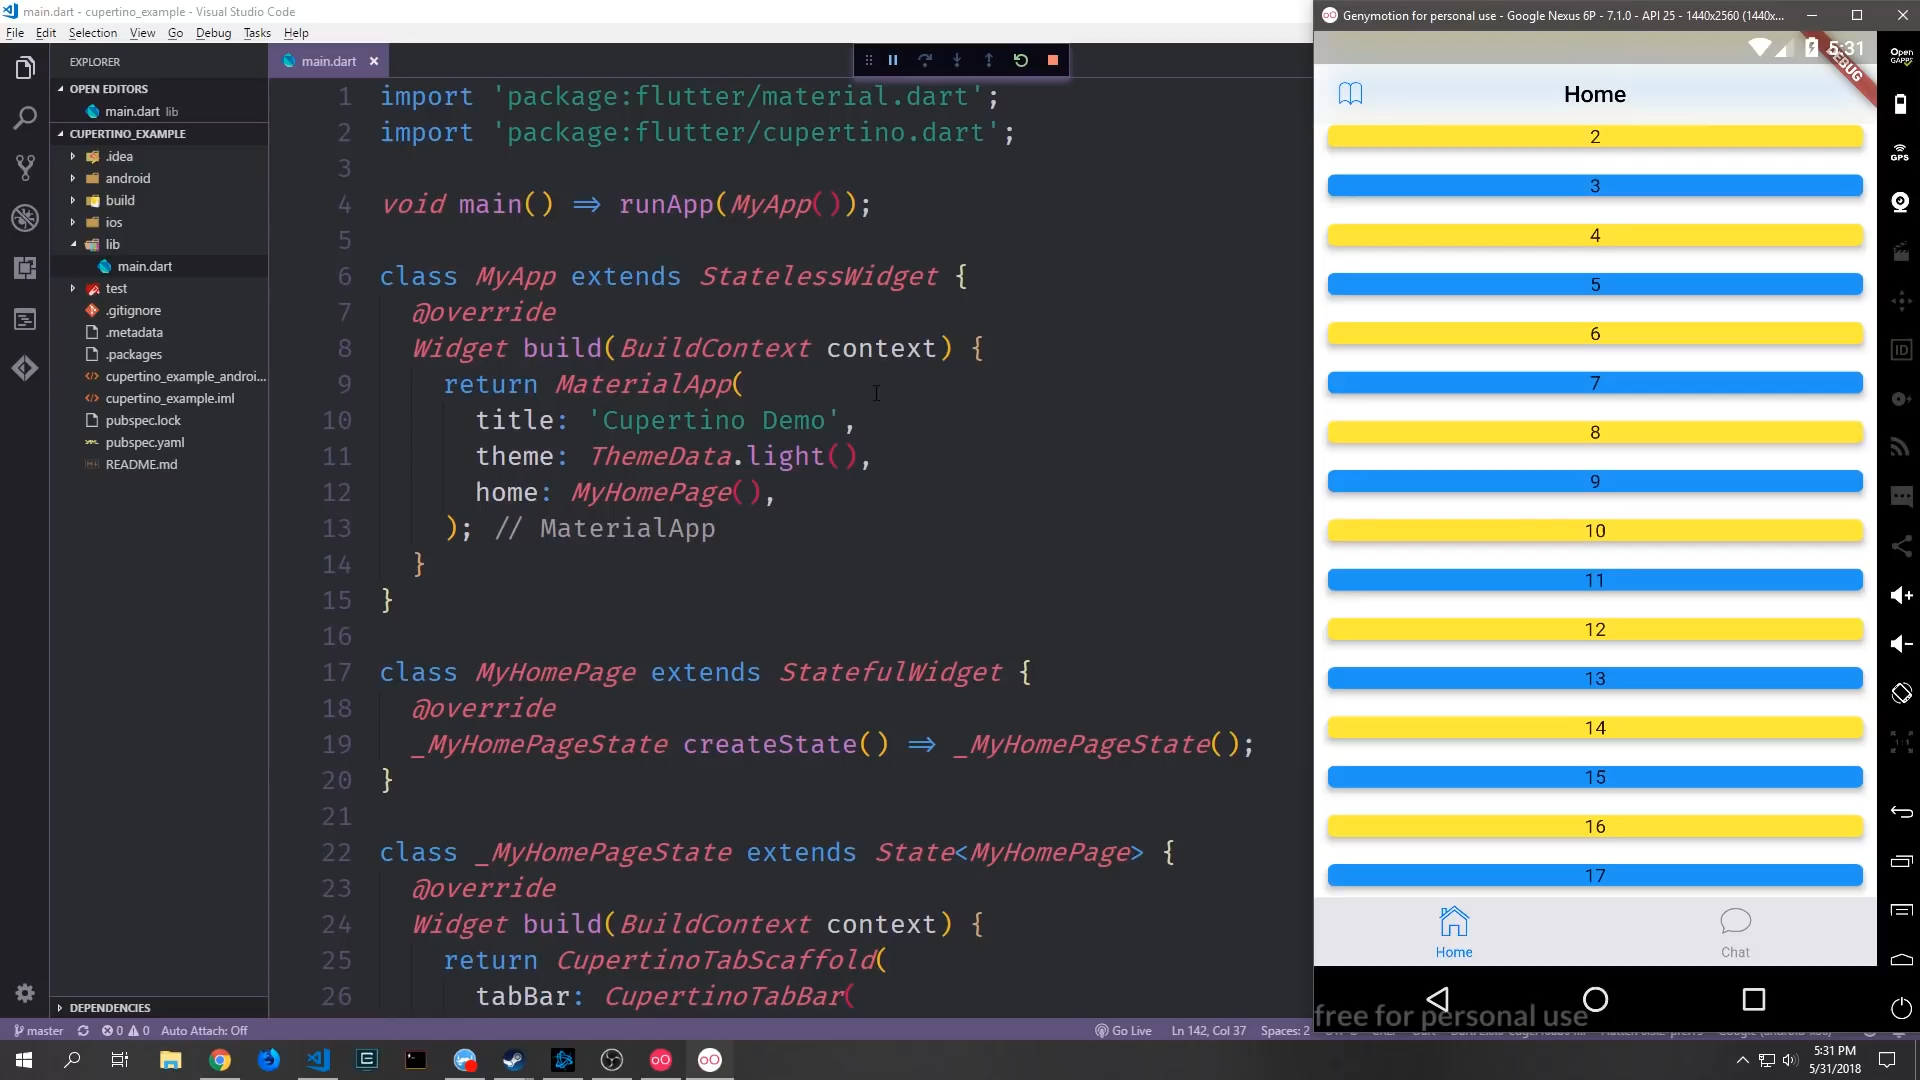 main.dart - cupertino_example - Visual Studio Code
File Edit Selection View Go Debug Tasks Help
EXPLORER
OPEN EDITORS
main.dart lib
CUPERTINO_EXAMPLE
.idea
android
build
ios
lib
main.dart
test
.gitignore
.metadata
.packages
cupertino_example_androi...
cupertino_example.iml
pubspec.lock
pubspec.yaml
README.md
DEPENDENCIES
main.dart
1 import 'package:flutter/material.dart';
2 import 'package:flutter/cupertino.dart';
3
4 void main() => runApp(MyApp());
5
6 class MyApp extends StatelessWidget {
7 @override
8 Widget build(BuildContext context) {
9 return MaterialApp(
10 title: 'Cupertino Demo',
11 theme: ThemeData.light(),
12 home: MyHomePage(),
13 ); // MaterialApp
14 }
15 }
16
17 class MyHomePage extends StatefulWidget {
18 @override
19 _MyHomePageState createState() => _MyHomePageState();
20 }
21
22 class _MyHomePageState extends State<MyHomePage> {
23 @override
24 Widget build(BuildContext context) {
25 return CupertinoTabScaffold(
26 tabBar: CupertinoTabBar(
Genymotion for personal use - Google Nexus 6P - 7.1.0 - API 25 - 1440x2560 (1440x...
5:31
DEBUG
Home
2
3
4
5
6
7
8
9
10
11
12
13
14
15
16
17
Home Chat
free for personal use
Open GAPPS
GPS
ID
1:1
master 0 0 Auto Attach: Off Go Live Ln 142, Col 37 Spaces: 2
5:31 PM
5/31/2018